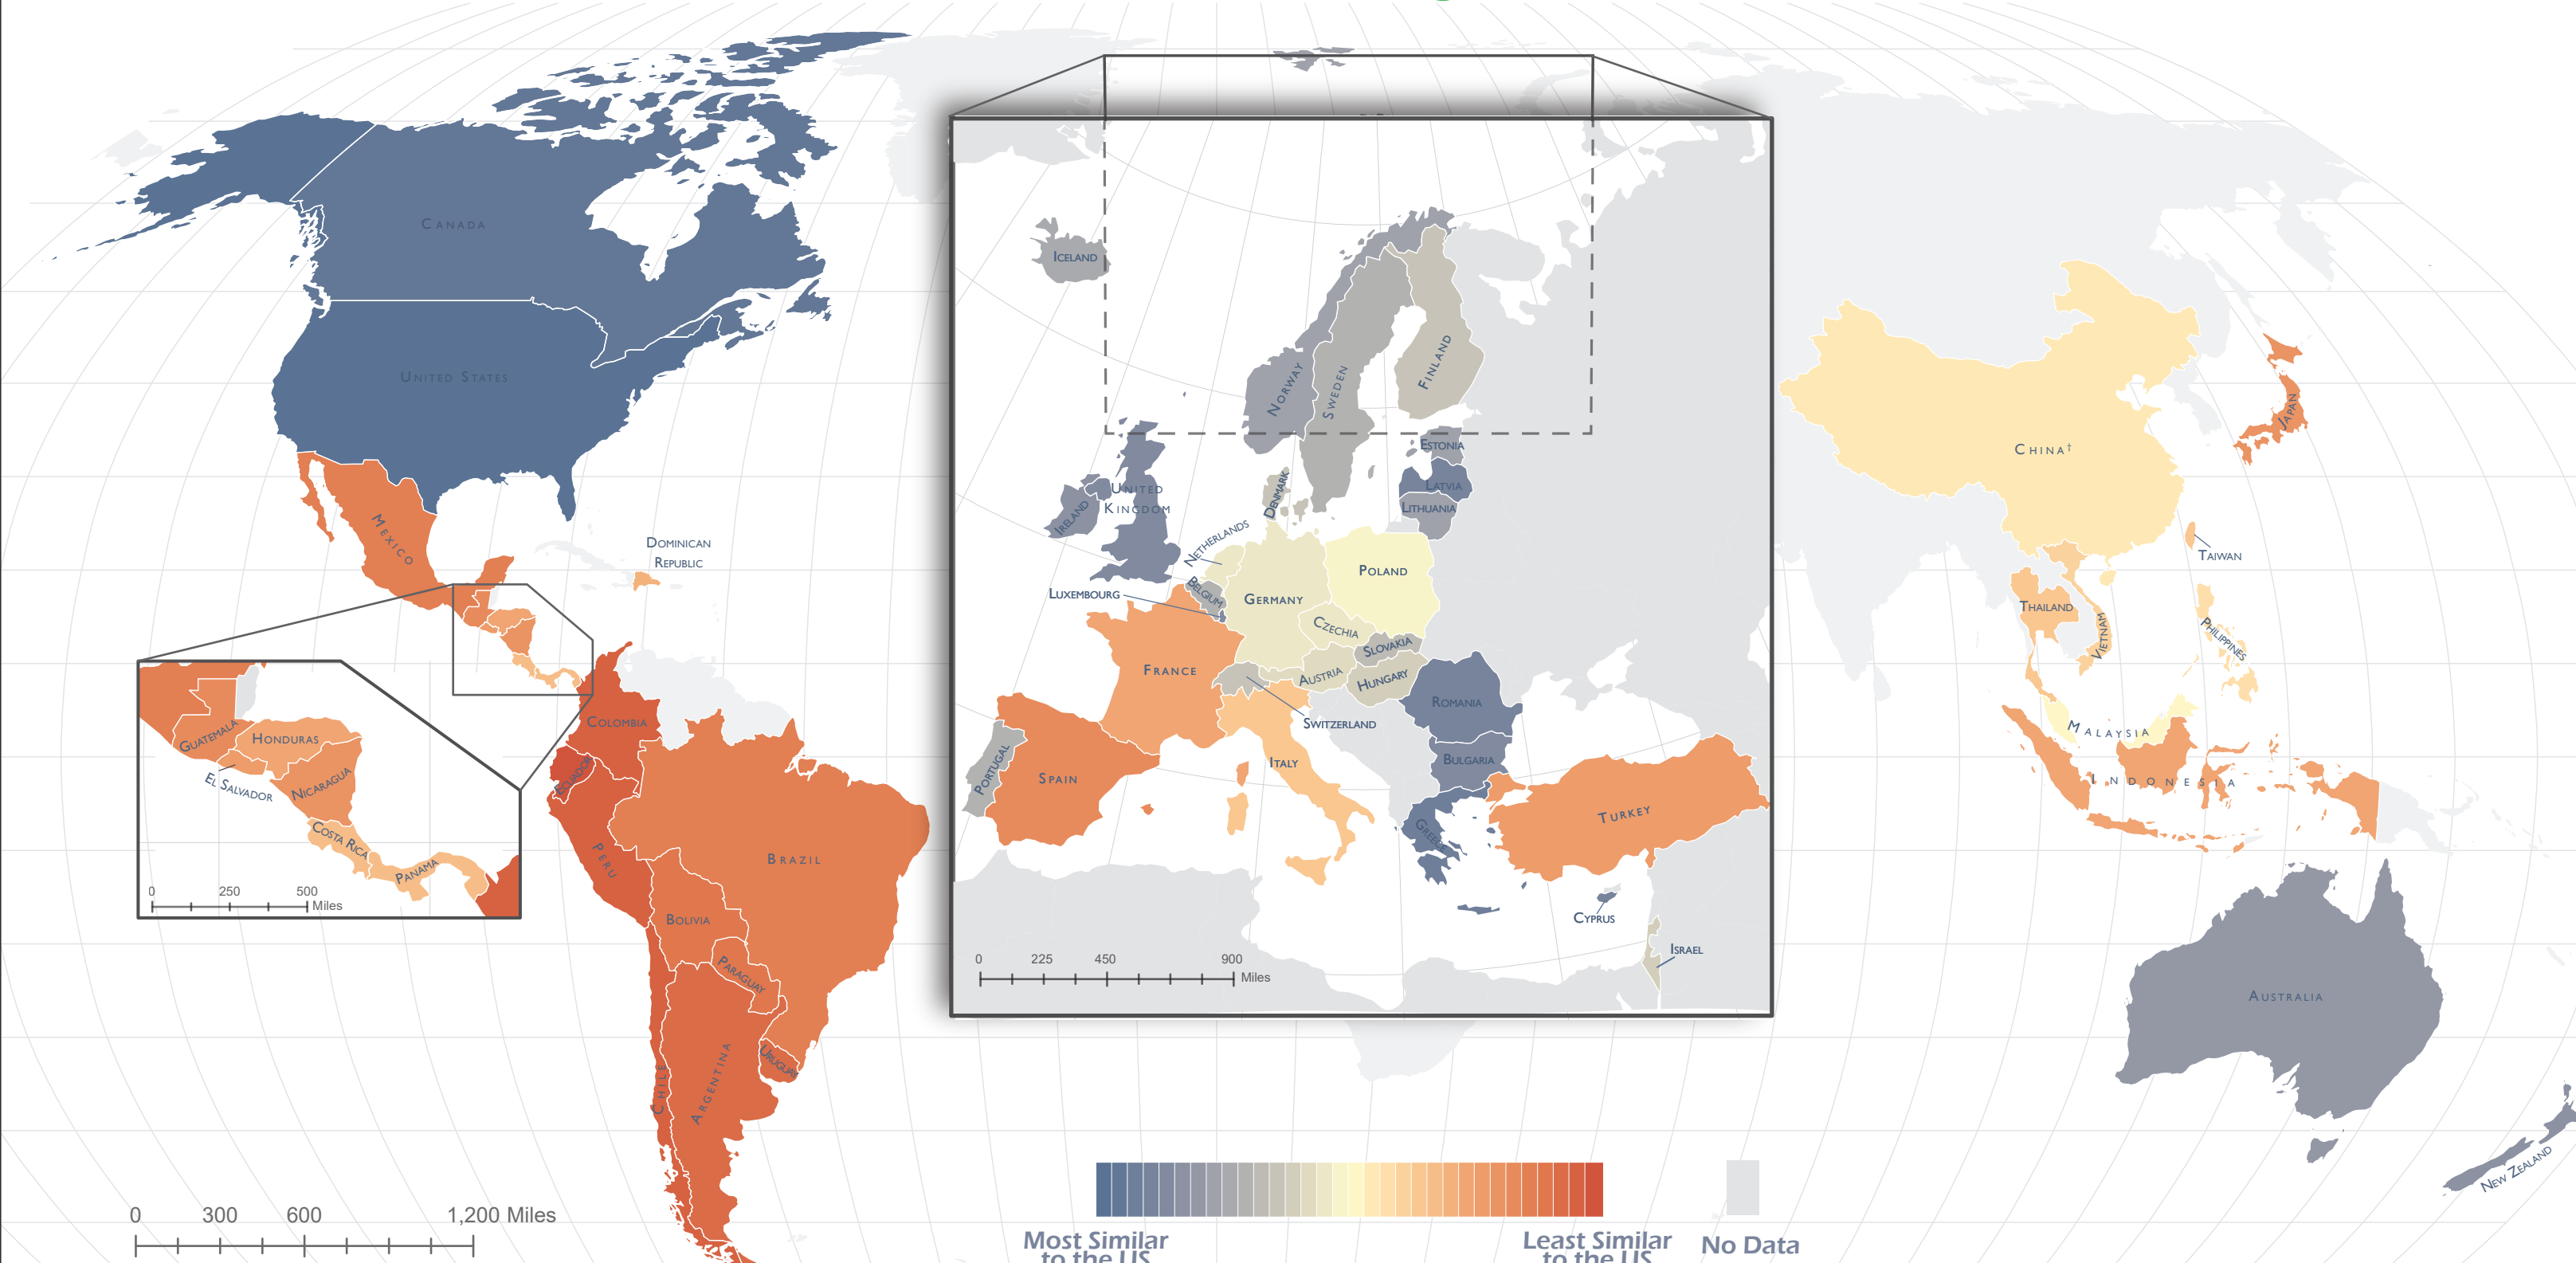 CANADA
UNITED STATES
MEXICO
DOMINICAN
REPUBLIC
GUATEMALA
HONDURAS
EL SALVADOR
NICARAGUA
COSTA RICA
PANAMA
0 250 500
Miles
COLOMBIA
ECUADOR
PERU
BRAZIL
BOLIVIA
PARAGUAY
CHILE
ARGENTINA
URUGUAY
0 300 600 1,200 Miles
ICELAND
NORWAY
SWEDEN
FINLAND
ESTONIA
LATVIA
LITHUANIA
DENMARK
UNITED
KINGDOM
IRELAND
NETHERLANDS
BELGIUM
LUXEMBOURG
GERMANY
POLAND
CZECHIA
SLOVAKIA
AUSTRIA
HUNGARY
FRANCE
SWITZERLAND
ROMANIA
BULGARIA
ITALY
PORTUGAL
SPAIN
GREECE
TURKEY
CYPRUS
ISRAEL
0 225 450 900
Miles
CHINA†
JAPAN
TAIWAN
THAILAND
VIETNAM
PHILIPPINES
MALAYSIA
INDONESIA
AUSTRALIA
NEW ZEALAND
Most Similar
to the US
Least Similar
to the US
No Data